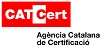 CATCert
Agència Catalana
de Certificació